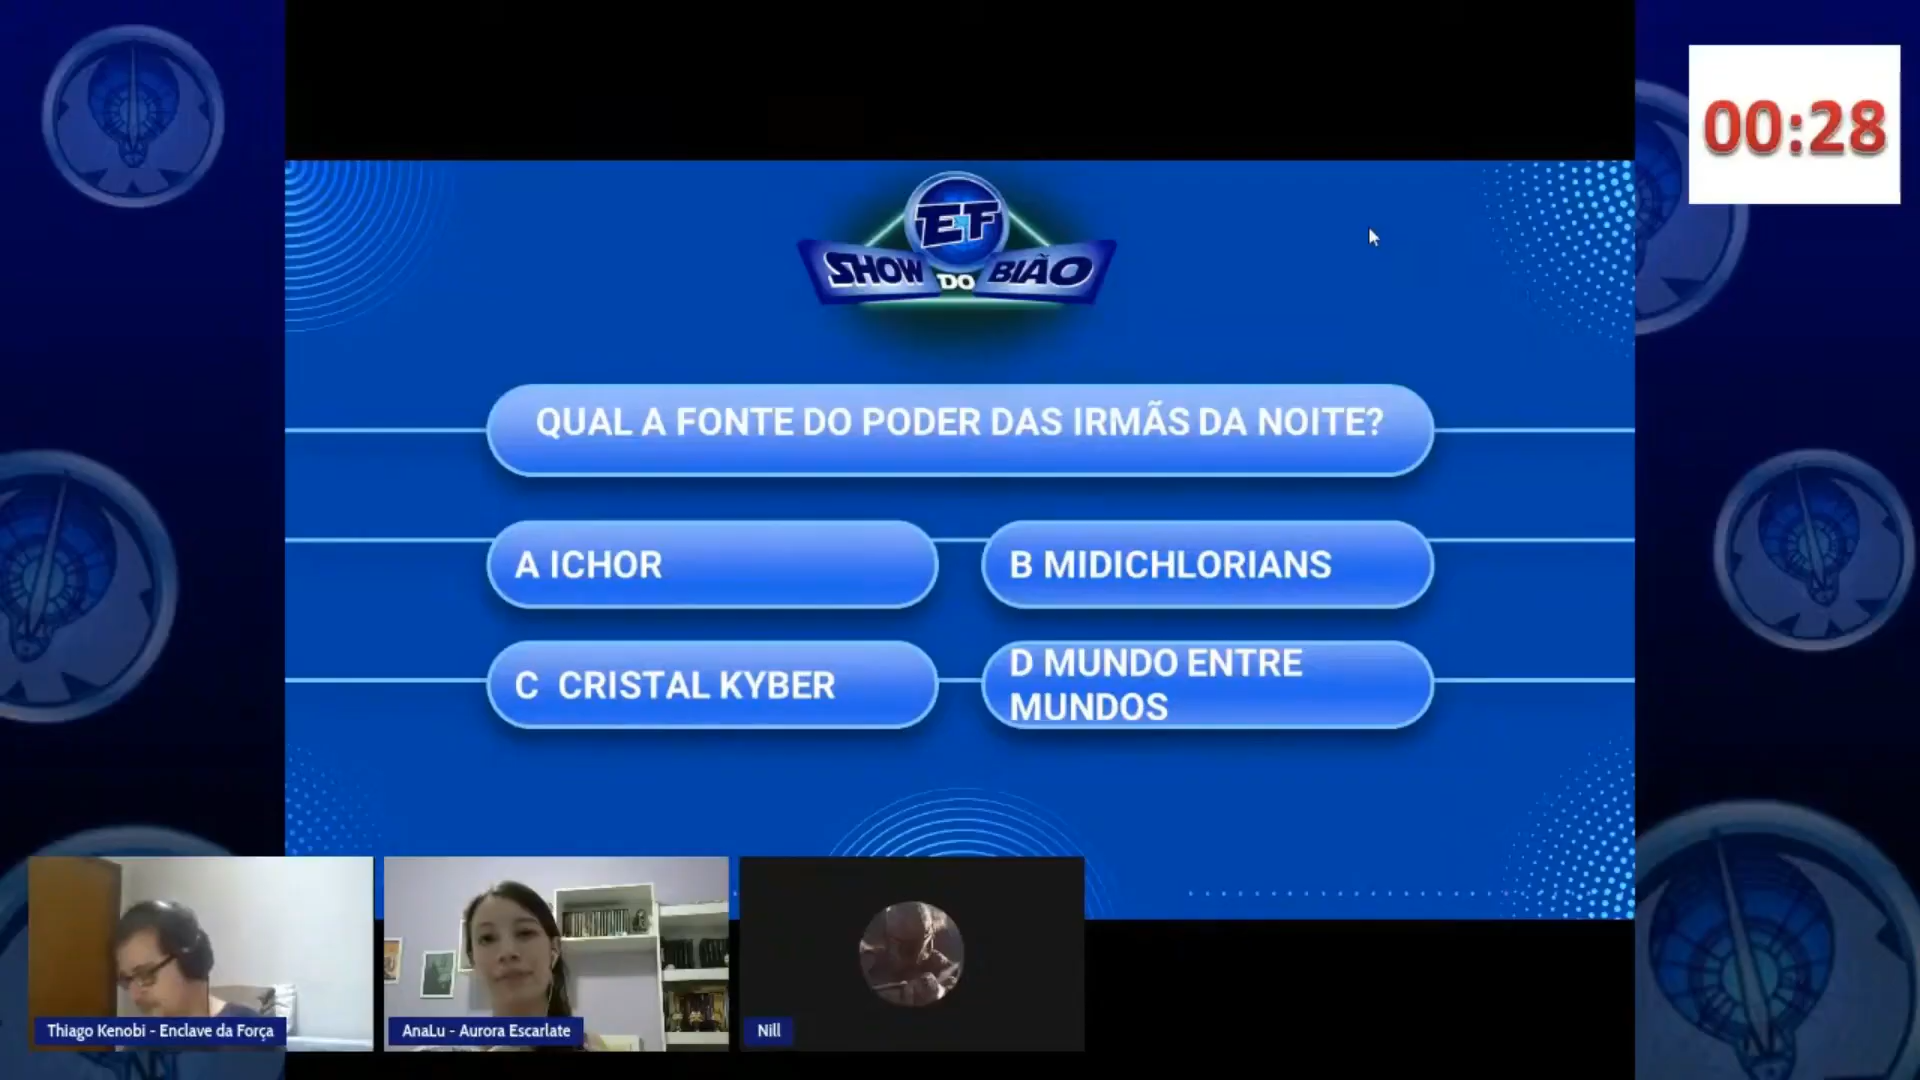 00:28
EF
SHOW DO BIÃO
QUAL A FONTE DO PODER DAS IRMÃS DA NOITE?
A ICHOR
B MIDICHLORIANS
C CRISTAL KYBER
D MUNDO ENTRE
MUNDOS
Thiago Kenobi - Enclave da Força
AnaLu - Aurora Escarlate
Nill